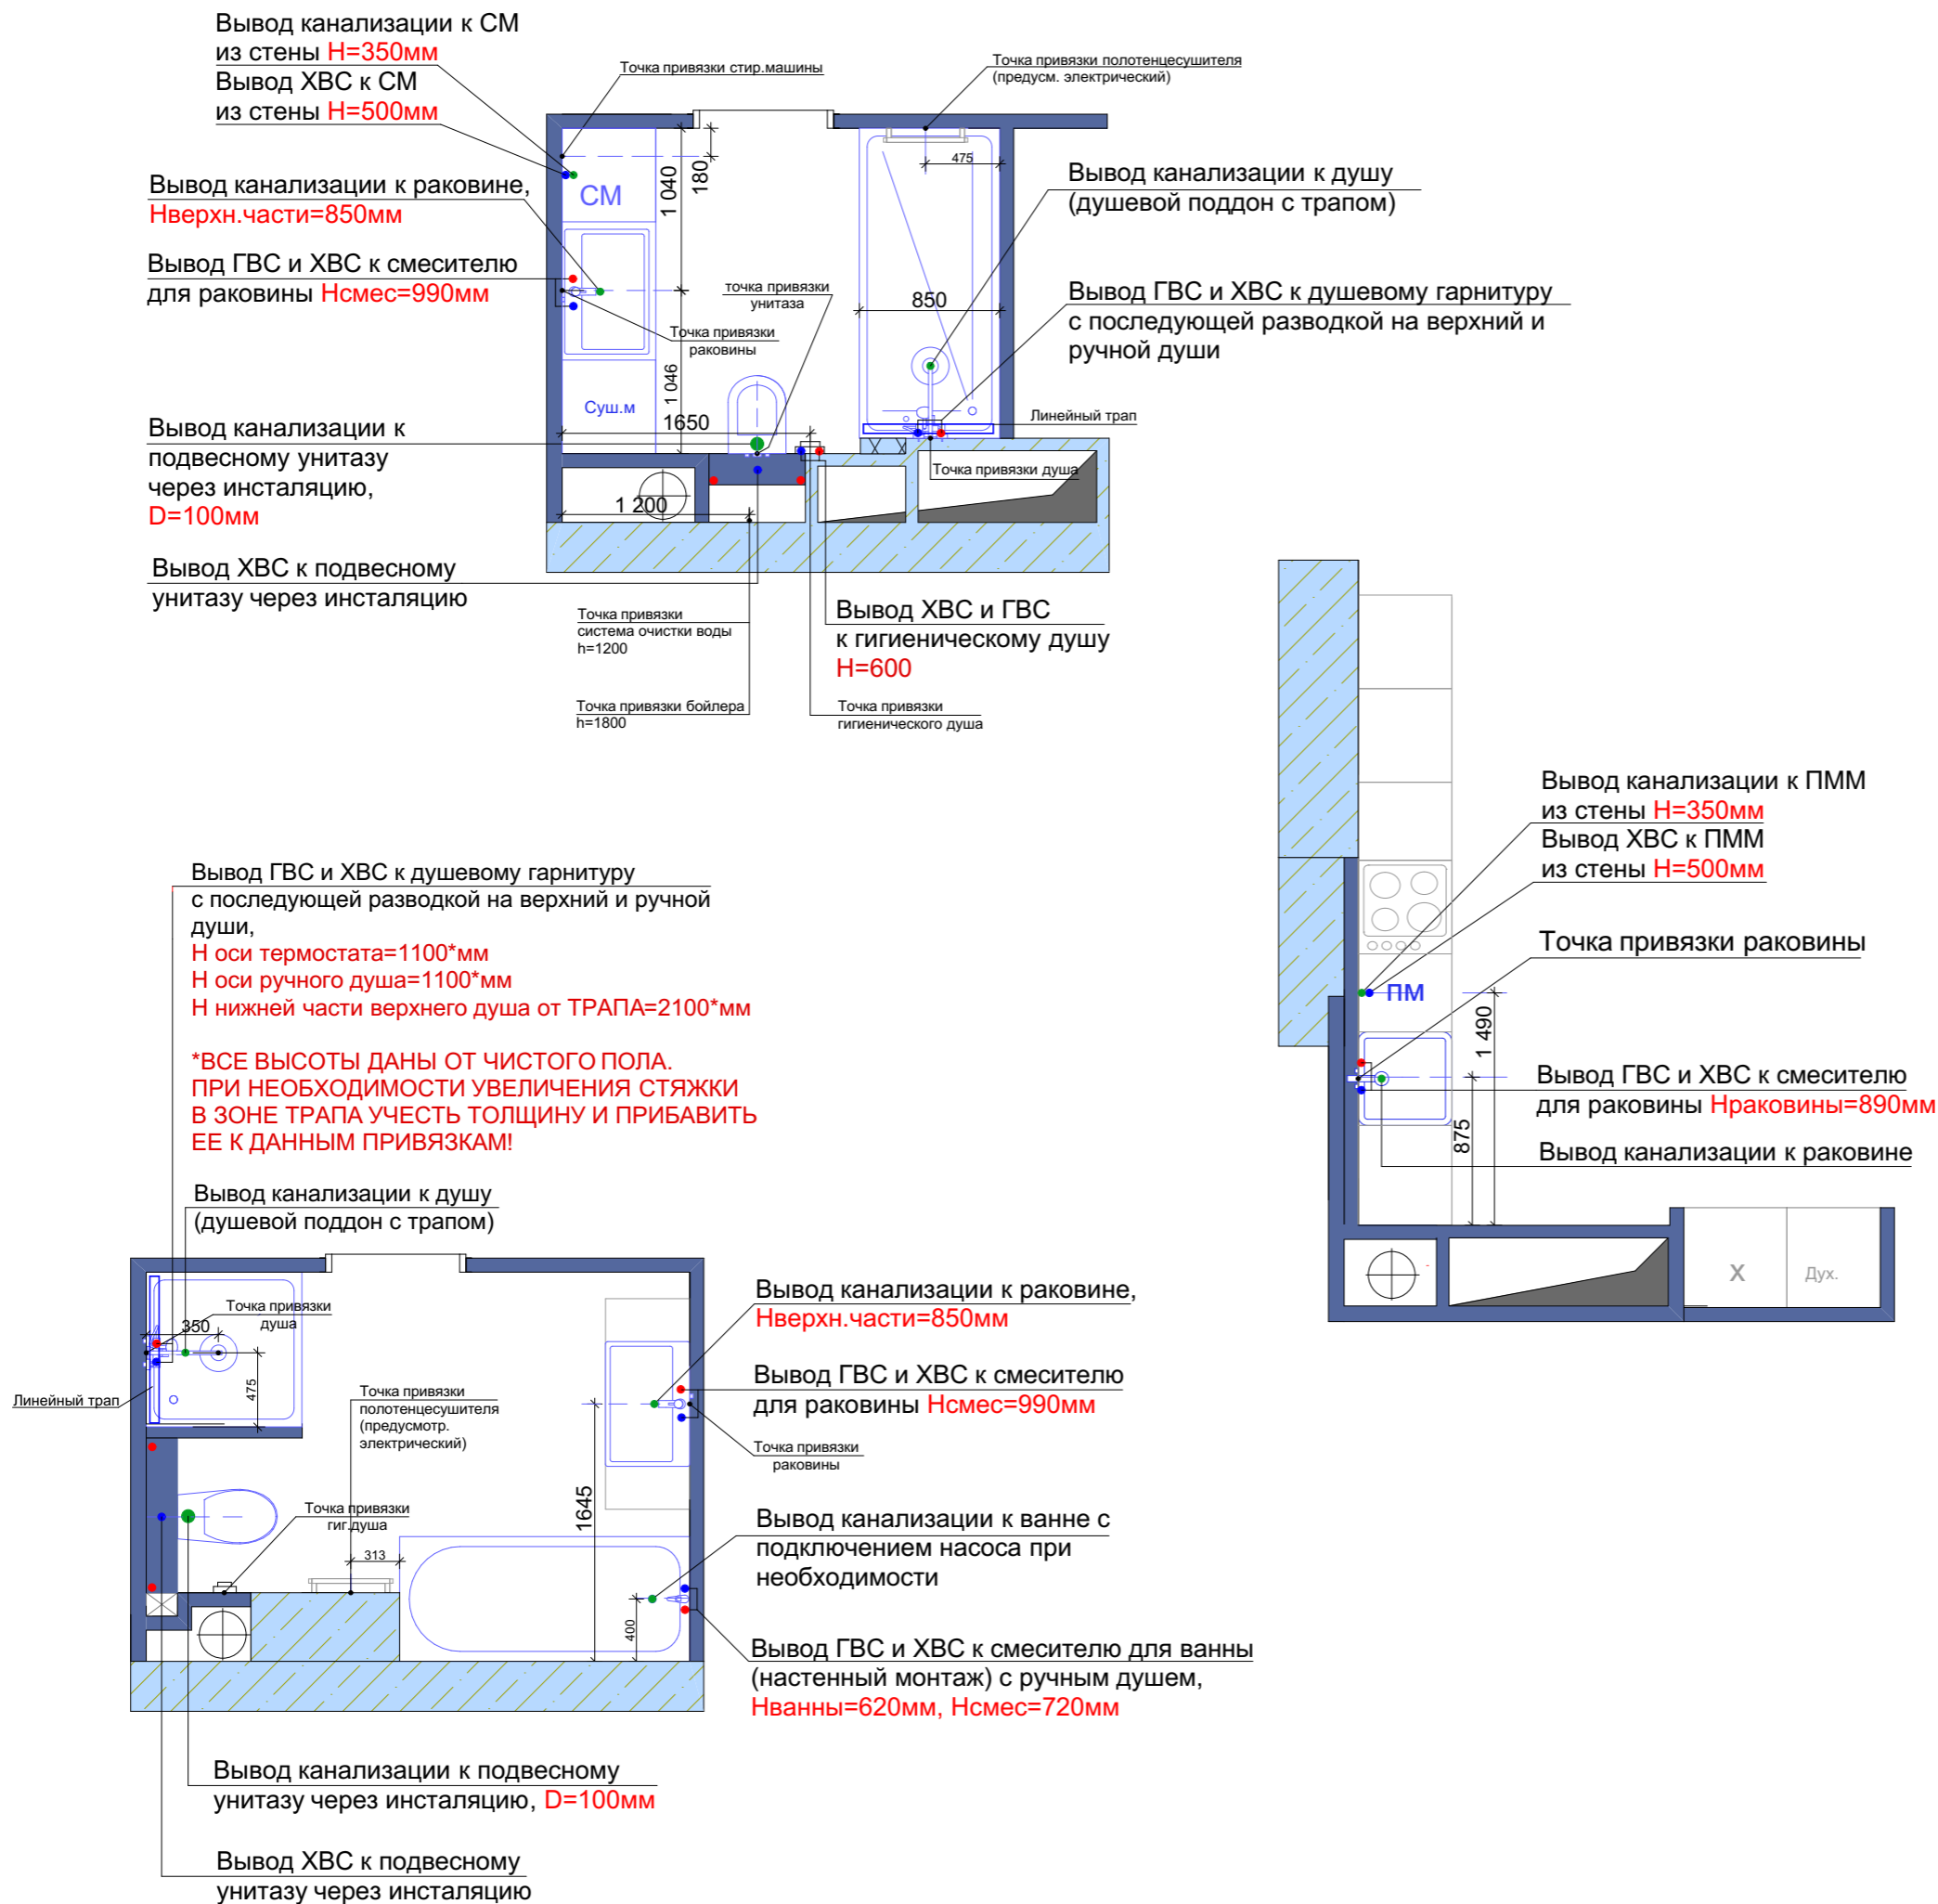 Вывод канализации к СМ
из стены H=350мм
Вывод ХВС к СМ
из стены H=500мм
Точка привязки стир.машины
Точка привязки полотенцесушителя
(предусм. электрический)
Вывод канализации к раковине,
Hверхн.части=850мм
Вывод ГВС и ХВС к смесителю
для раковины Hсмес=990мм
СМ
1 040
180
475
Вывод канализации к душу
(душевой поддон с трапом)
точка привязки
унитаза
850
Вывод ГВС и ХВС к душевому гарнитуру
с последующей разводкой на верхний и
ручной души
Точка привязки
раковины
1 046
Суш.м
1650
Линейный трап
Вывод канализации к
подвесному унитазу
через инсталяцию,
D=100мм
Точка привязки душа
1 200
Вывод ХВС к подвесному
унитазу через инсталяцию
Точка привязки
система очистки воды
h=1200
Вывод ХВС и ГВС
к гигиеническому душу
H=600
Точка привязки бойлера
h=1800
Точка привязки
гигиенического душа
Вывод канализации к ПММ
из стены H=350мм
Вывод ХВС к ПММ
из стены H=500мм
Точка привязки раковины
ПМ
1 490
875
Вывод ГВС и ХВС к смесителю
для раковины Hраковины=890мм
Вывод канализации к раковине
X
Дух.
Вывод ГВС и ХВС к душевому гарнитуру
с последующей разводкой на верхний и ручной
души,
Н оси термостата=1100*мм
Н оси ручного душа=1100*мм
Н нижней части верхнего душа от ТРАПА=2100*мм
*ВСЕ ВЫСОТЫ ДАНЫ ОТ ЧИСТОГО ПОЛА.
ПРИ НЕОБХОДИМОСТИ УВЕЛИЧЕНИЯ СТЯЖКИ
В ЗОНЕ ТРАПА УЧЕСТЬ ТОЛЩИНУ И ПРИБАВИТЬ
ЕЕ К ДАННЫМ ПРИВЯЗКАМ!
Вывод канализации к душу
(душевой поддон с трапом)
Точка привязки
душа
350
475
Линейный трап
Точка привязки
полотенцесушителя
(предусмотр.
электрический)
Вывод канализации к раковине,
Hверхн.части=850мм
Вывод ГВС и ХВС к смесителю
для раковины Hсмес=990мм
Точка привязки
раковины
1645
Точка привязки
гиг.душа
313
400
Вывод канализации к ванне с
подключением насоса при
необходимости
Вывод ГВС и ХВС к смесителю для ванны
(настенный монтаж) с ручным душем,
Hванны=620мм, Hсмес=720мм
Вывод канализации к подвесному
унитазу через инсталяцию, D=100мм
Вывод ХВС к подвесному
унитазу через инсталяцию